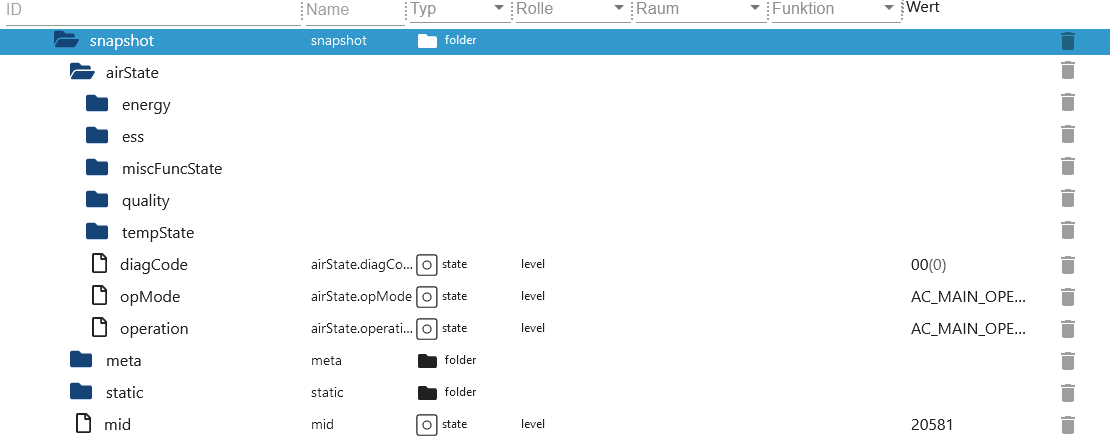 ID Name Typ Rolle Raum Funktion Wert
snapshot snapshot folder
airState
energy
ess
miscFuncState
quality
tempState
diagCode airState.diagCo... state level 00(0)
opMode airState.opMode state level AC_MAIN_OPE...
operation airState.operati... state level AC_MAIN_OPE...
meta meta folder
static static folder
mid mid state level 20581